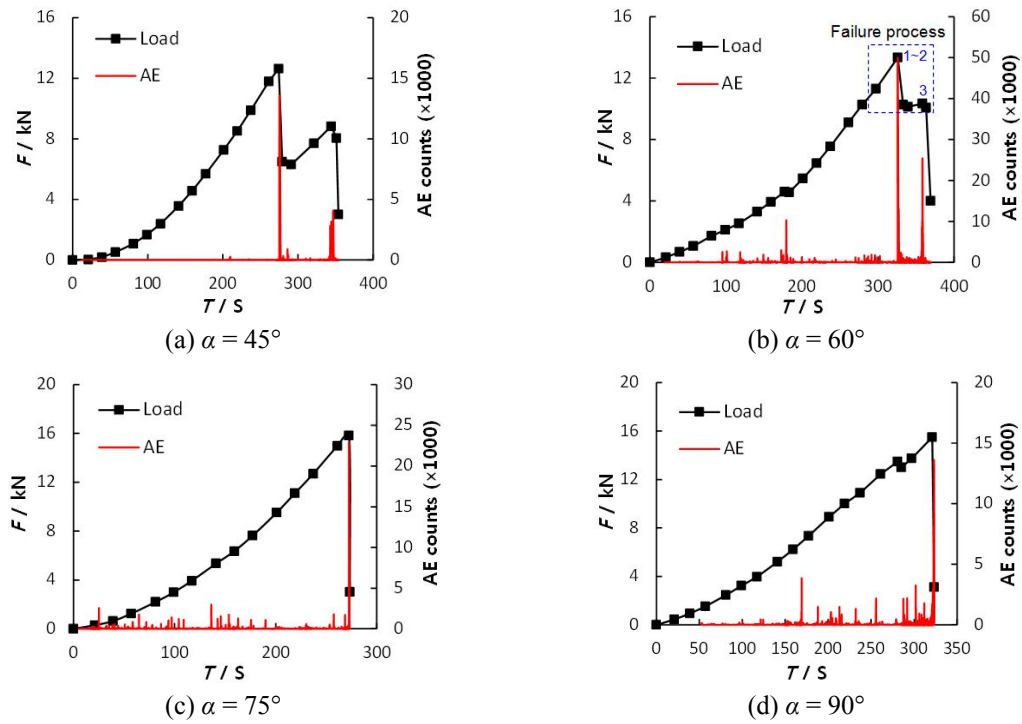 16
12
8
4
0
F / kN
Load
AE
20
15
10
5
0
AE counts (×1000)
0 100 200 300 400
T / S
(a) α = 45°
16
12
8
4
0
F / kN
Load
AE
Failure process
1~2
3
60
50
40
30
20
10
0
AE counts (×1000)
0 100 200 300 400
T / S
(b) α = 60°
20
16
12
8
4
0
F / kN
Load
AE
30
25
20
15
10
5
0
AE counts (×1000)
0 100 200 300
T / S
(c) α = 75°
20
16
12
8
4
0
F / kN
Load
AE
20
15
10
5
0
AE counts (×1000)
0 50 100 150 200 250 300 350
T / S
(d) α = 90°